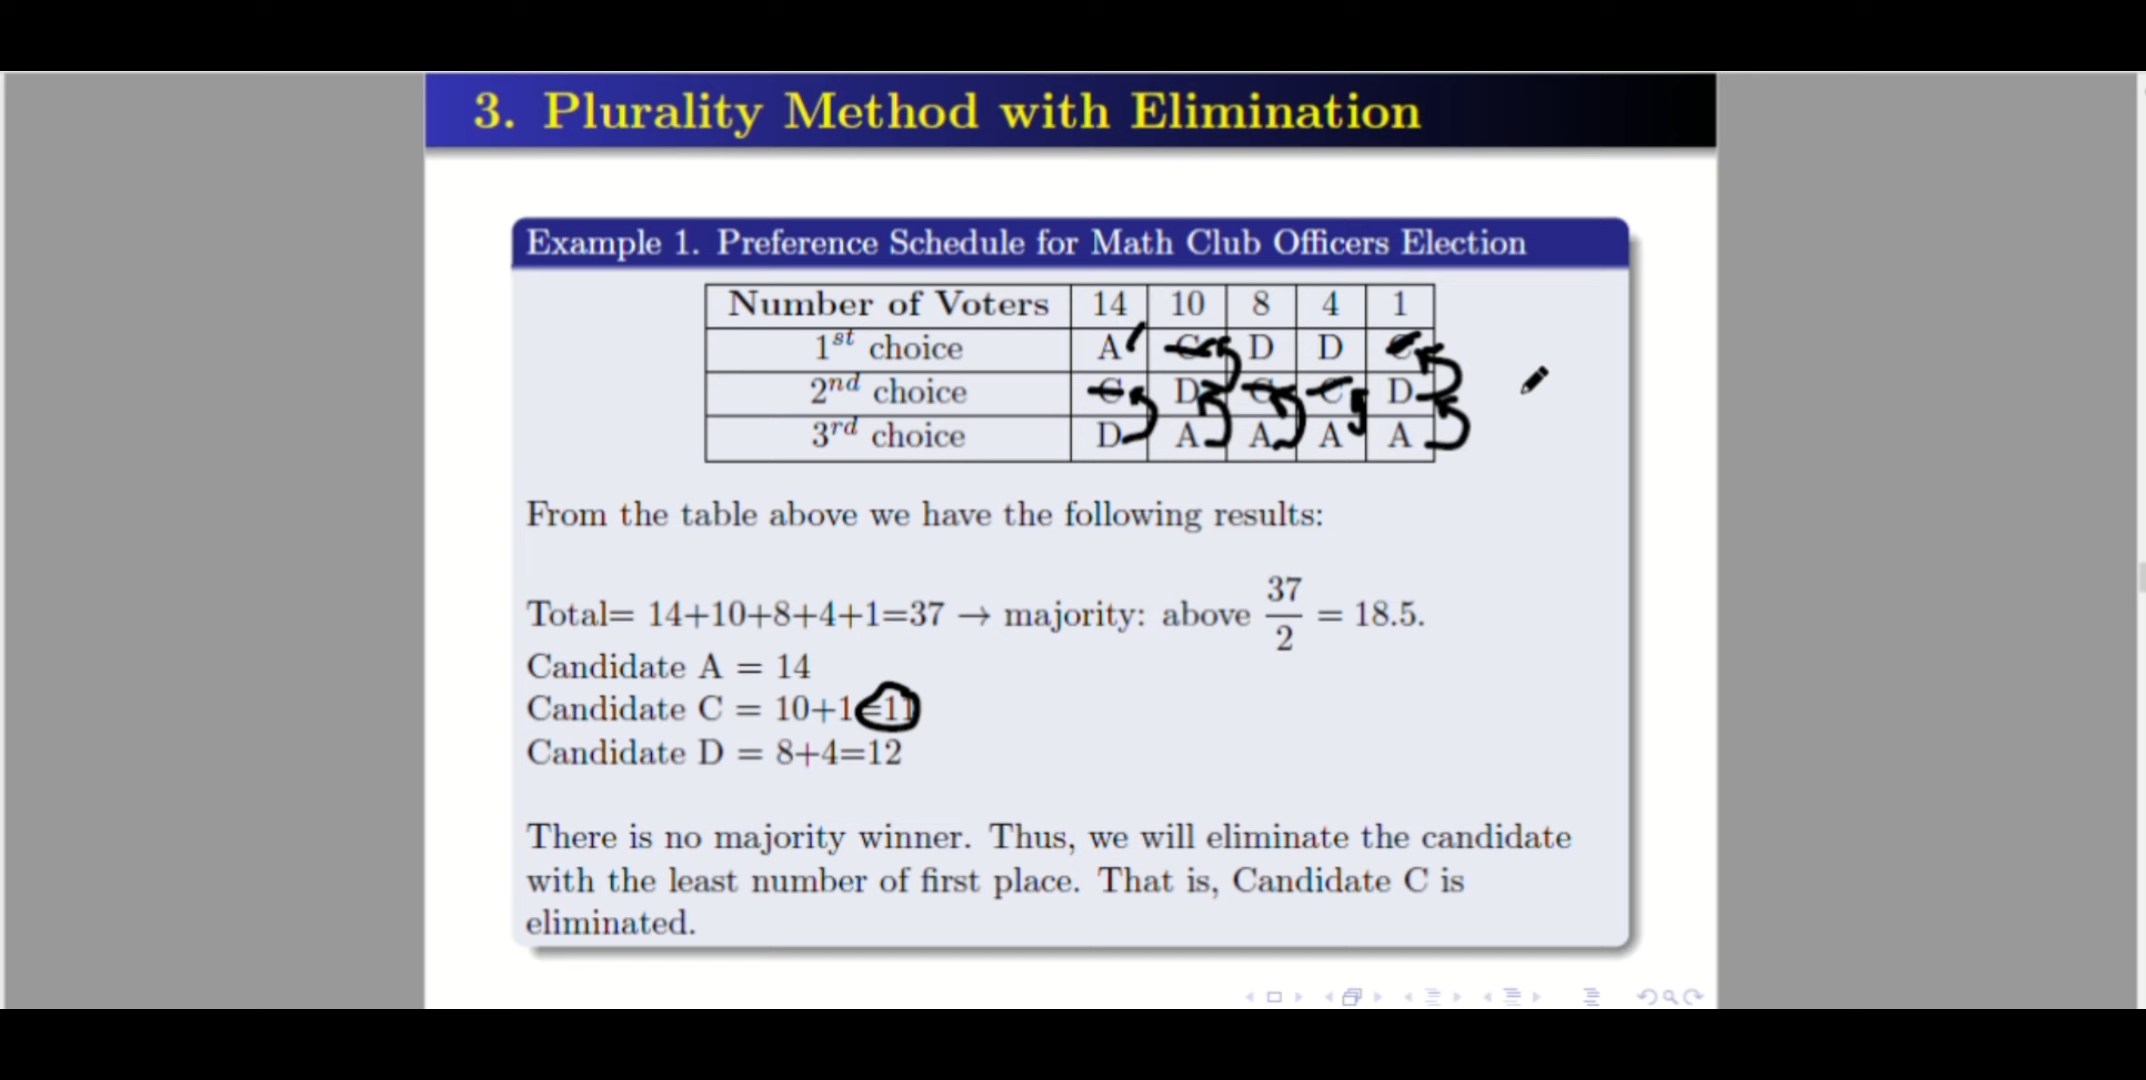 3. Plurality Method with Elimination
Example 1. Preference Schedule for Math Club Officers Election
Number of Voters 14 10 8 4 1
1st choice A C D D C
2nd choice C D C C D
3rd choice D A A A A
From the table above we have the following results:
Total= 14+10+8+4+1=37 → majority: above 37/2 = 18.5.
Candidate A = 14
Candidate C = 10+1=11
Candidate D = 8+4=12
There is no majority winner. Thus, we will eliminate the candidate
with the least number of first place. That is, Candidate C is
eliminated.